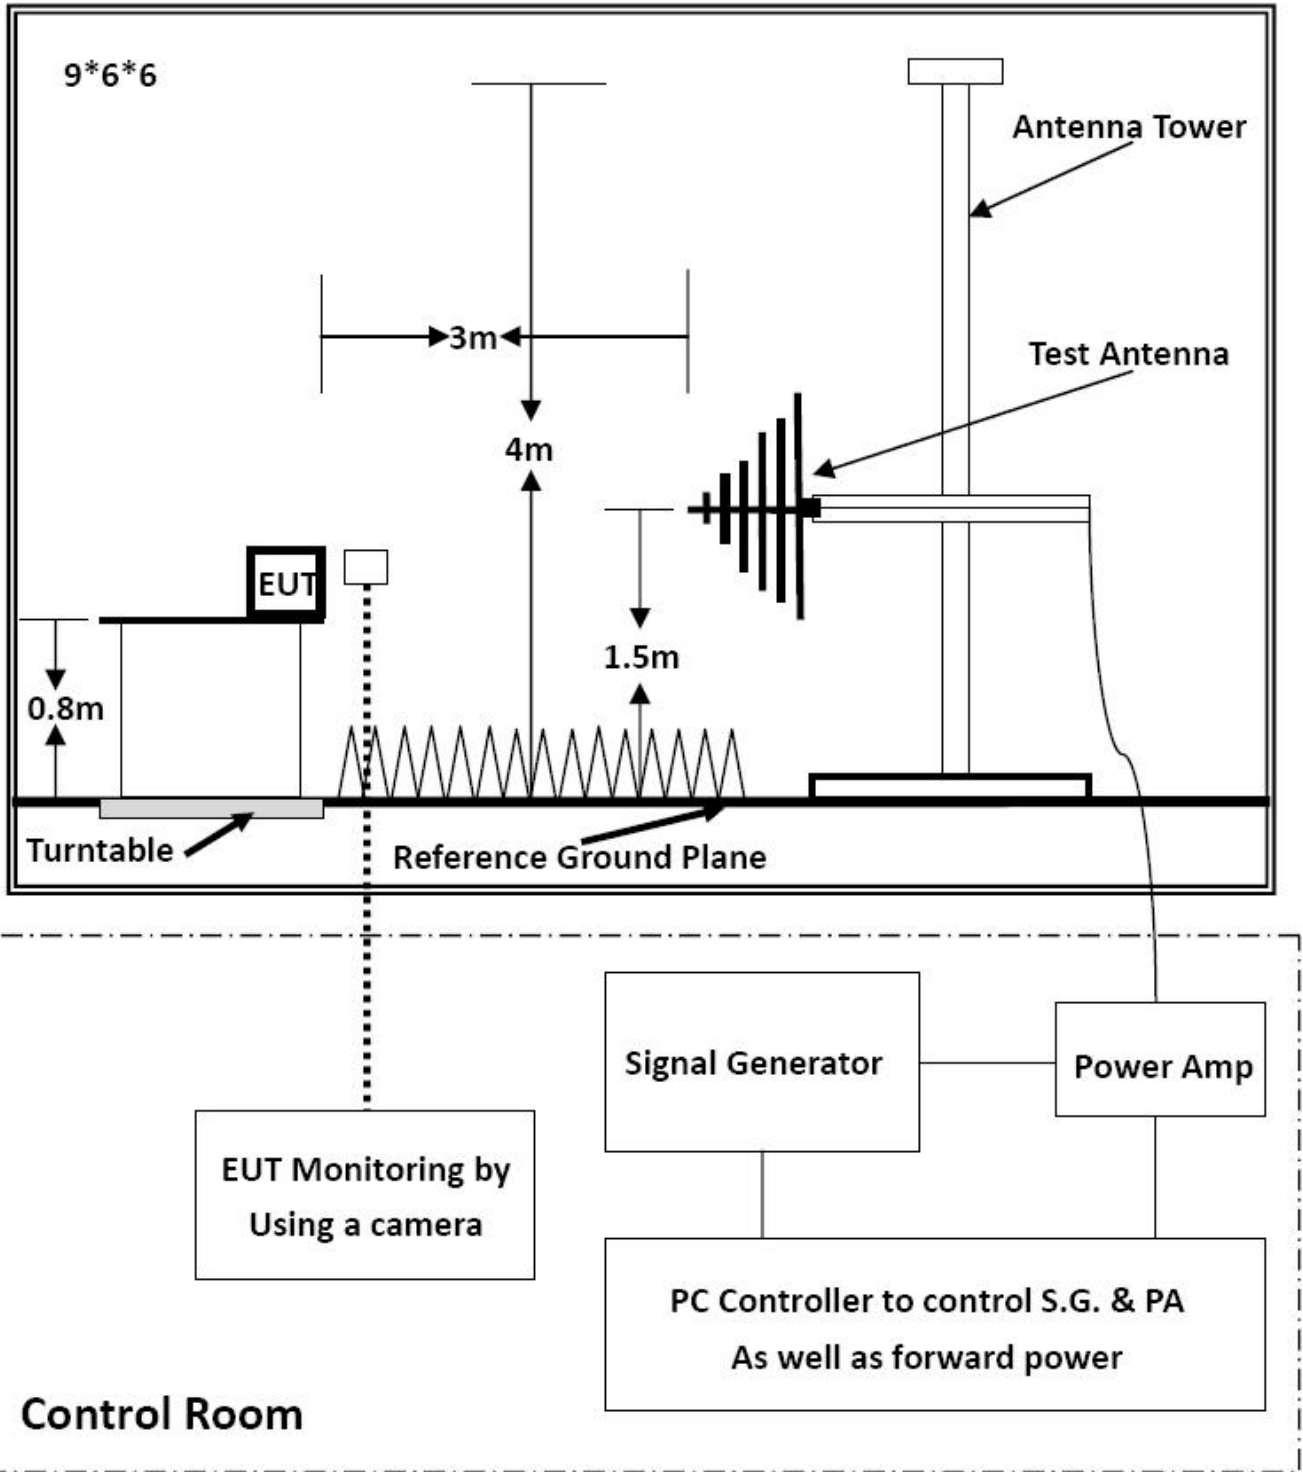 9*6*6
Antenna Tower
3m
Test Antenna
4m
EUT
1.5m
0.8m
Turntable
Reference Ground Plane
Signal Generator
Power Amp
EUT Monitoring by
Using a camera
PC Controller to control S.G. & PA
As well as forward power
Control Room